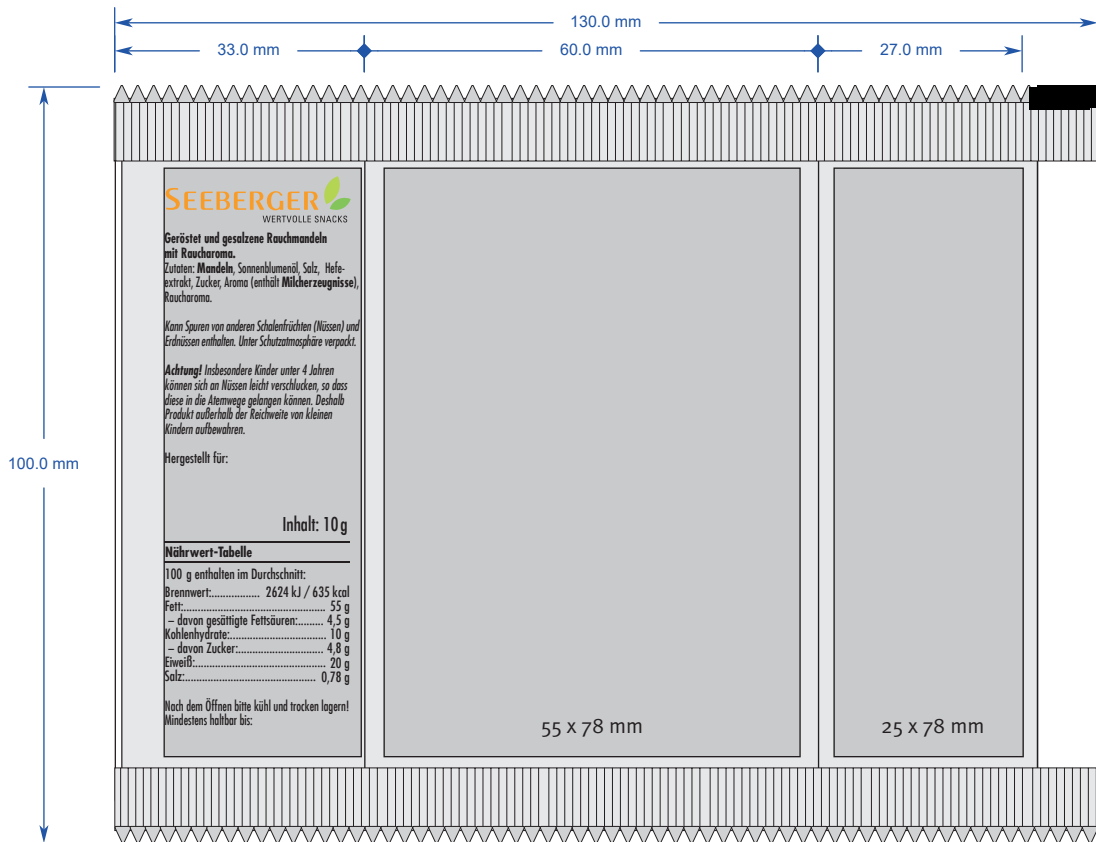 130.0 mm
33.0 mm
60.0 mm
27.0 mm
100.0 mm
SEEBERGER
WERTVOLLE SNACKS
Geröstet und gesalzene Rauchmandeln
mit Raucharoma.
Zutaten: Mandeln, Sonnenblumenöl, Salz, Hefe-
extrakt, Zucker, Aroma (enthält Milcherzeugnisse),
Raucharoma.
Kann Spuren von anderen Schalenfrüchten (Nüssen) und
Erdnüssen enthalten. Unter Schutzatmosphäre verpackt.
Achtung! Insbesondere Kinder unter 4 Jahren
können sich an Nüssen leicht verschlucken, so dass
diese in die Atemwege gelangen können. Deshalb
Produkt außerhalb der Reichweite von kleinen
Kindern aufbewahren.
Hergestellt für:
Inhalt: 10 g
Nährwert-Tabelle
100 g enthalten im Durchschnitt:
Brennwert:................. 2624 kJ / 635 kcal
Fett:................................................. 55 g
– davon gesättigte Fettsäuren:......... 4,5 g
Kohlenhydrate:................................. 10 g
– davon Zucker:.............................. 4,8 g
Eiweiß:............................................. 20 g
Salz:............................................. 0,78 g
Nach dem Öffnen bitte kühl und trocken lagern!
Mindestens haltbar bis:
55 x 78 mm
25 x 78 mm